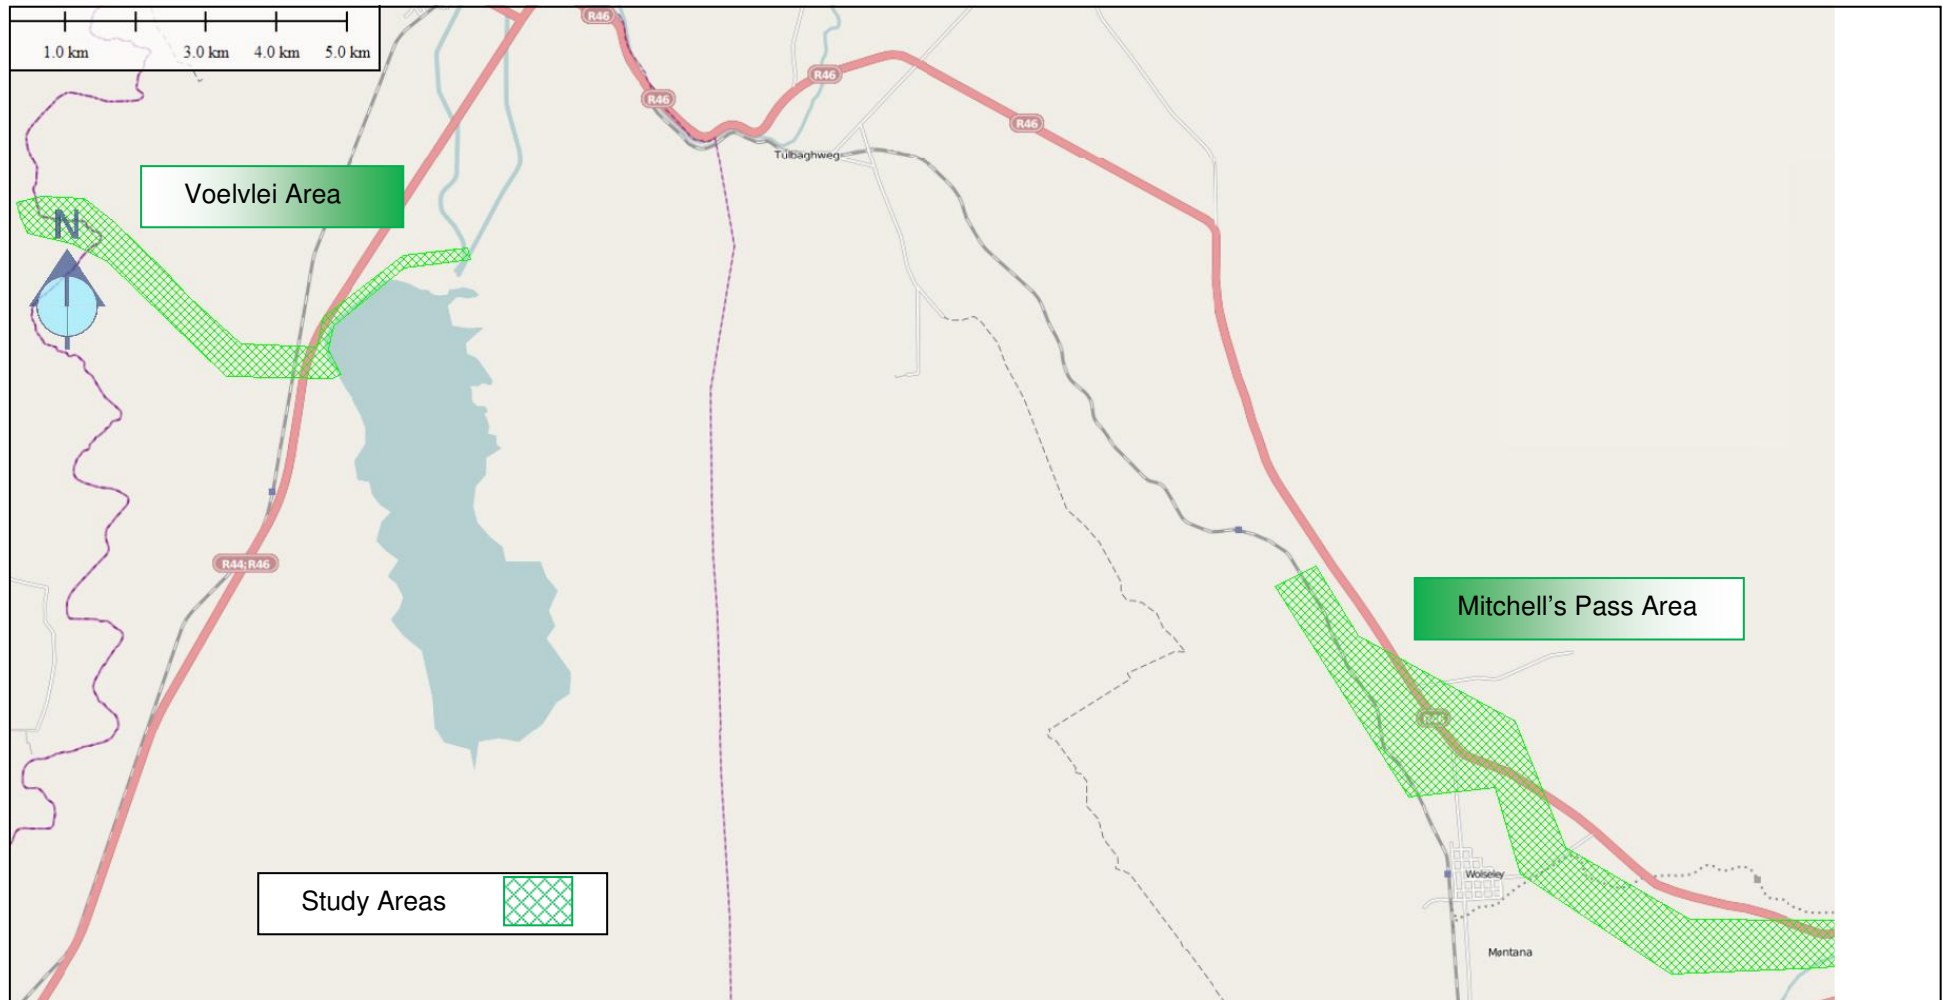 R46
1.0 km 3.0 km 4.0 km 5.0 km
R46
R46
R46
Tulbaghweg
Voelvlei Area
N
R44;R46
Mitchell's Pass Area
R46
Wolseley
Study Areas
Montana